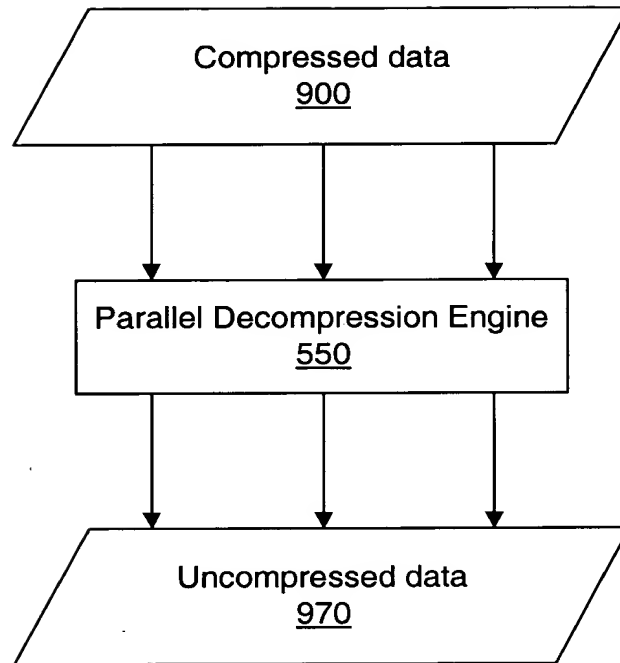 Compressed data
900
Parallel Decompression Engine
550
Uncompressed data
970